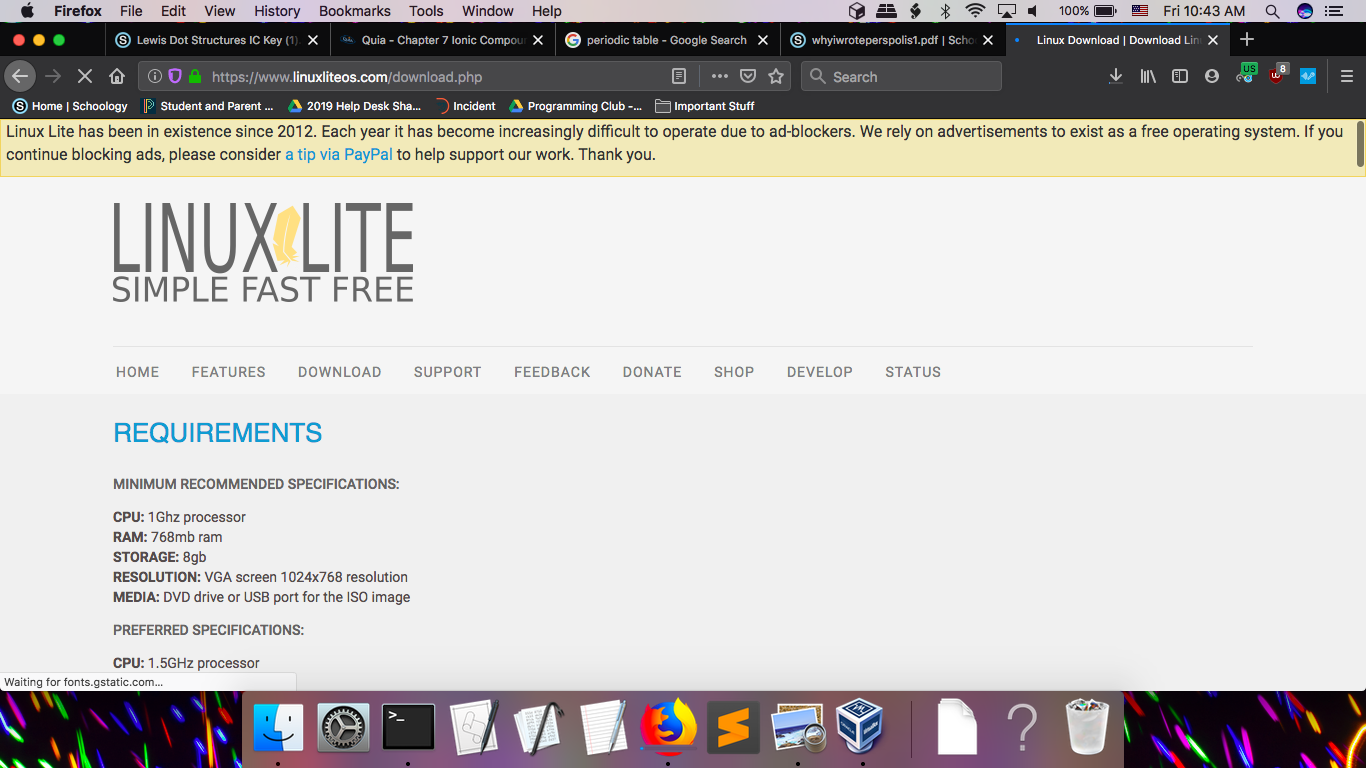 Firefox File Edit View History Bookmarks Tools Window Help 100% Fri 10:43 AM
Lewis Dot Structures IC Key (1). Quia - Chapter 7 Ionic Compou periodic table - Google Search whyiwroteperspolis1.pdf | Scho Linux Download | Download Lin
https://www.linuxliteos.com/download.php Search US 8
Home | Schoology Student and Parent ... 2019 Help Desk Sha... Incident Programming Club -... Important Stuff
Linux Lite has been in existence since 2012. Each year it has become increasingly difficult to operate due to ad-blockers. We rely on advertisements to exist as a free operating system. If you
continue blocking ads, please consider a tip via PayPal to help support our work. Thank you.
LINUX LITE
SIMPLE FAST FREE
HOME FEATURES DOWNLOAD SUPPORT FEEDBACK DONATE SHOP DEVELOP STATUS
REQUIREMENTS
MINIMUM RECOMMENDED SPECIFICATIONS:
CPU: 1Ghz processor
RAM: 768mb ram
STORAGE: 8gb
RESOLUTION: VGA screen 1024x768 resolution
MEDIA: DVD drive or USB port for the ISO image
PREFERRED SPECIFICATIONS:
CPU: 1.5GHz processor
Waiting for fonts.gstatic.com...